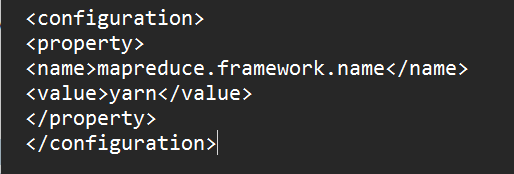 <configuration>
<property>
<name>mapreduce.framework.name</name>
<value>yarn</value>
</property>
</configuration>